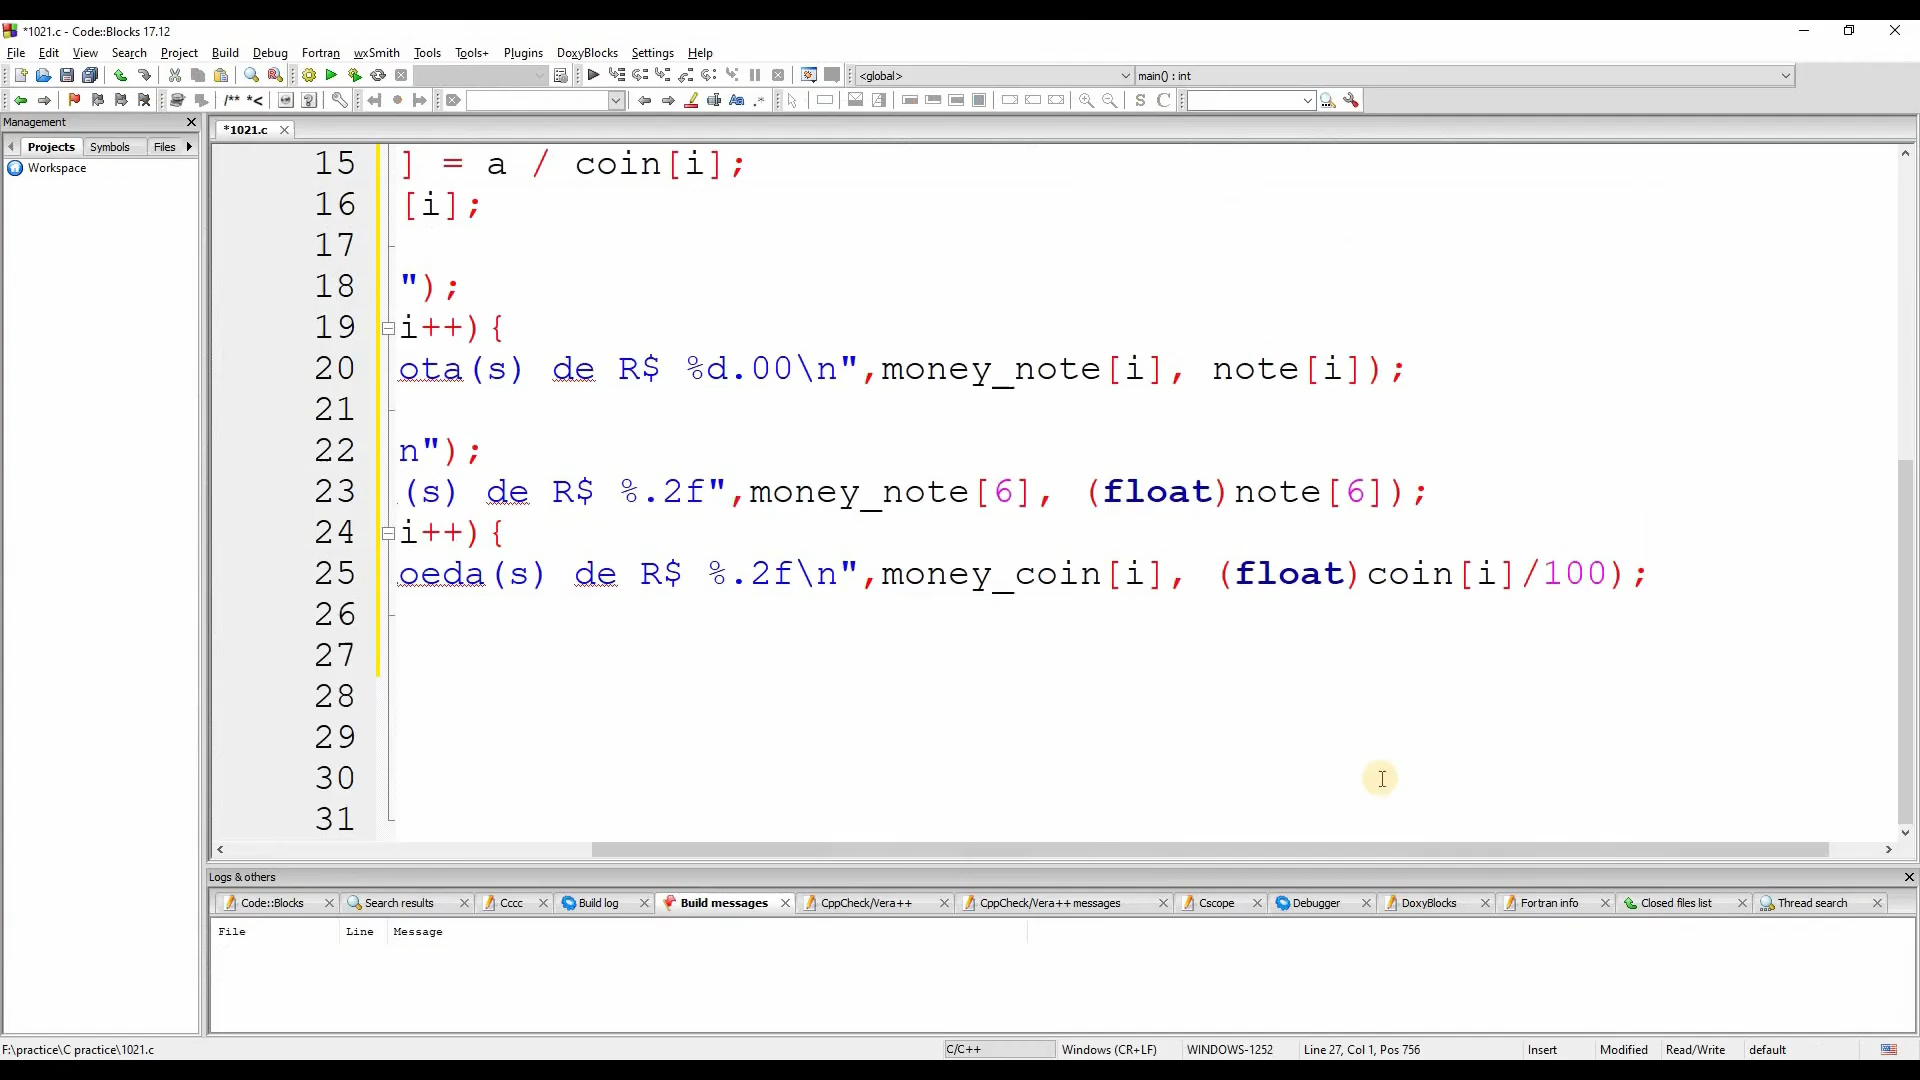 *1021.c - Code::Blocks 17.12
File Edit View Search Project Build Debug Fortran wxSmith Tools Tools+ Plugins DoxyBlocks Settings Help
<global> main() : int
/** *<
S C
Management
*1021.c
Projects Symbols Files
Workspace
15 ] = a / coin[i];
16 [i];
17
18 ");
19 i++){
20 ota(s) de R$ %d.00\n",money_note[i], note[i]);
21
22 n");
23 (s) de R$ %.2f",money_note[6], (float)note[6]);
24 i++){
25 oeda(s) de R$ %.2f\n",money_coin[i], (float)coin[i]/100);
26
27
28
29
30
31
Logs & others
Code::Blocks Search results Cccc Build log Build messages CppCheck/Vera++ CppCheck/Vera++ messages Cscope Debugger DoxyBlocks Fortran info Closed files list Thread search
File Line Message
F:\practice\C practice\1021.c C/C++ Windows (CR+LF) WINDOWS-1252 Line 27, Col 1, Pos 756 Insert Modified Read/Write default